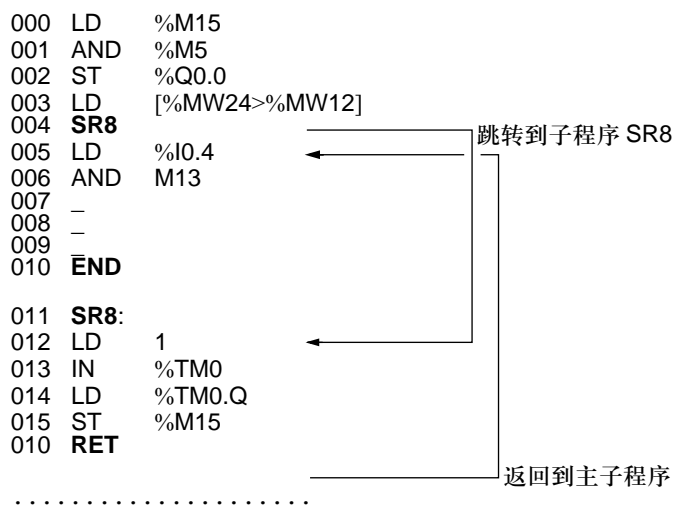 000 LD %M15
001 AND %M5
002 ST %Q0.0
003 LD [%MW24>%MW12]
004 SR8
跳转到子程序 SR8
005 LD %I0.4
006 AND M13
007 _
008 _
009 _
010 END
011 SR8:
012 LD 1
013 IN %TM0
014 LD %TM0.Q
015 ST %M15
010 RET
返回到主子程序
.....................